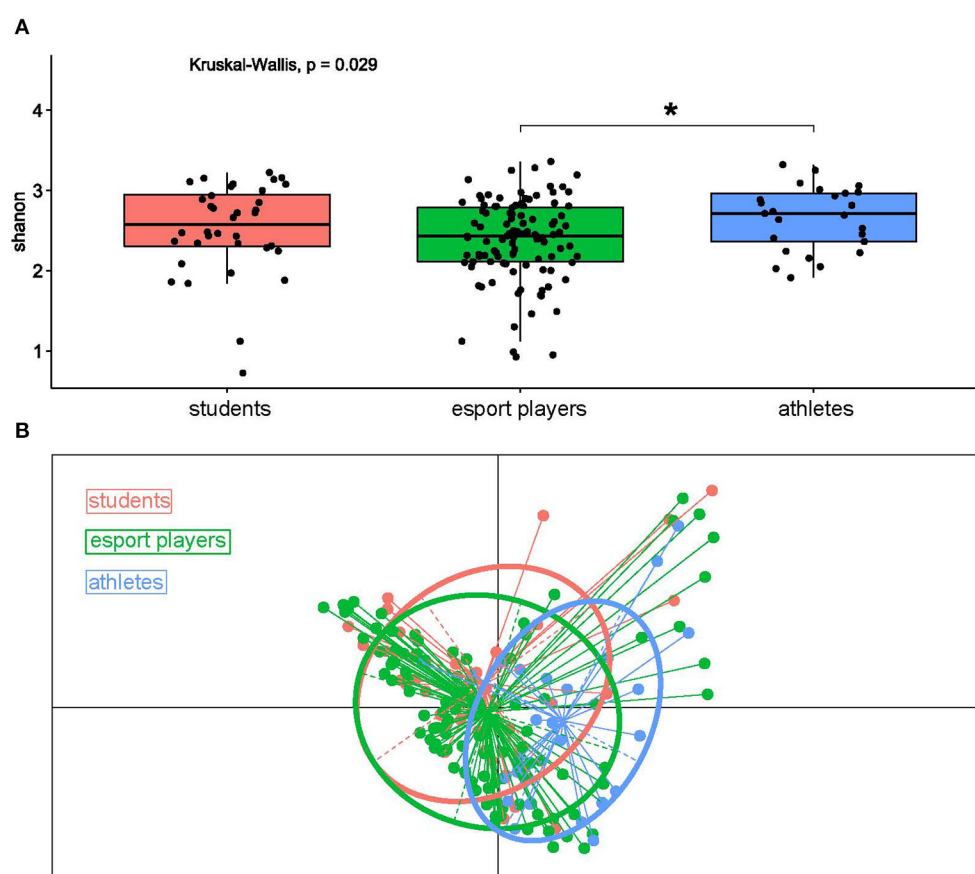 A
Kruskal-Wallis, p = 0.029
*
4
3
2
1
shanon
students
esport players
athletes
B
students
esport players
athletes